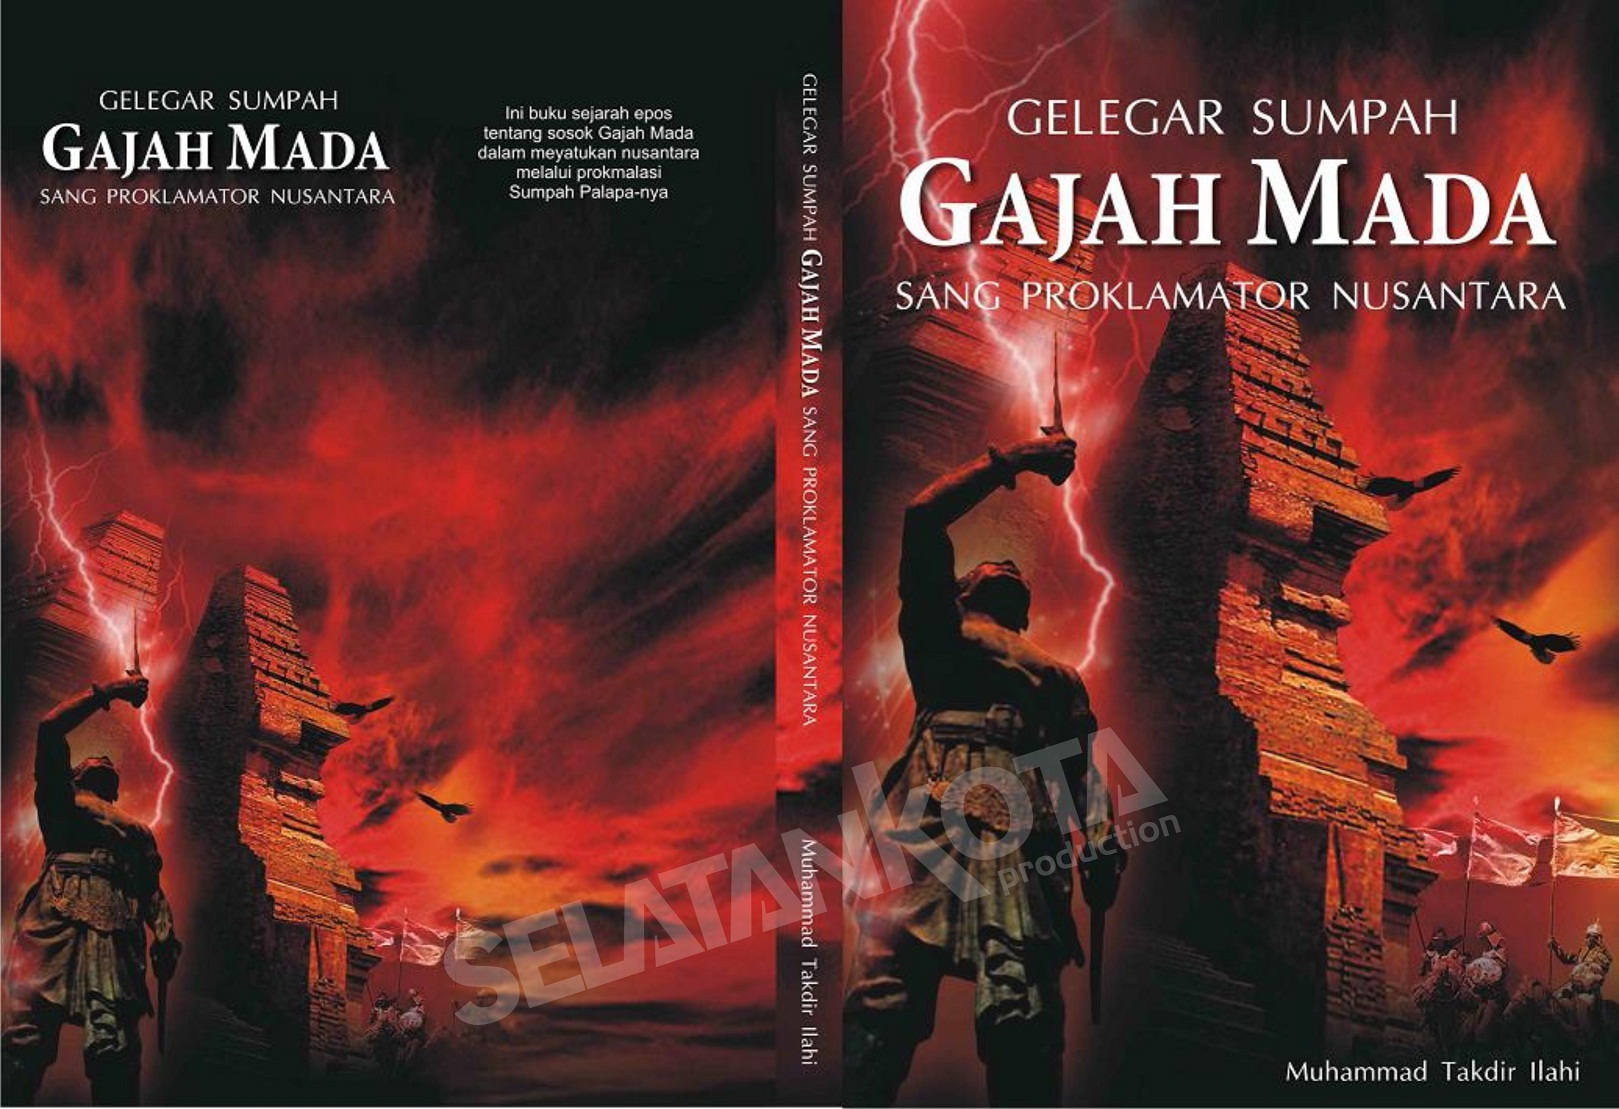 GELEGAR SUMPAH
GAJAH MADA
SANG PROKLAMATOR NUSANTARA
Ini buku sejarah epos
tentang sosok Gajah Mada
dalam meyatukan nusantara
melalui prokmalasi
Sumpah Palapa-nya
GELEGAR SUMPAH GAJAH MADA SANG PROKLAMATOR NUSANTARA
Muhammad Takdir Ilahi
GELEGAR SUMPAH
GAJAH MADA
SANG PROKLAMATOR NUSANTARA
SELATANKOTA
production
Muhammad Takdir Ilahi